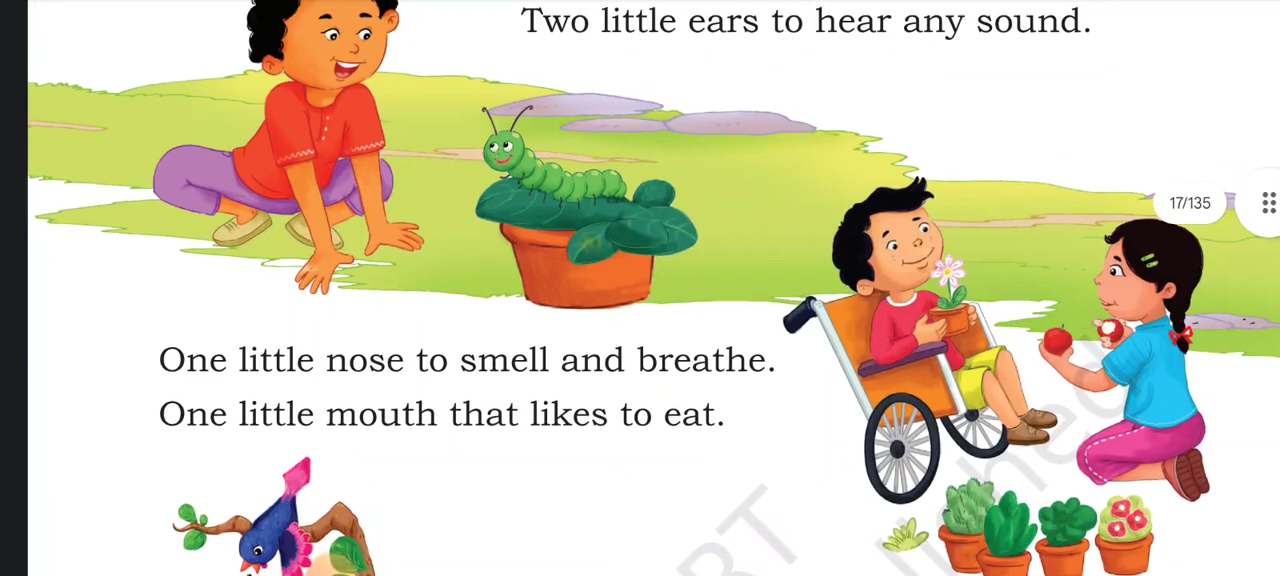 Two little ears to hear any sound.
17/135
One little nose to smell and breathe.
One little mouth that likes to eat.